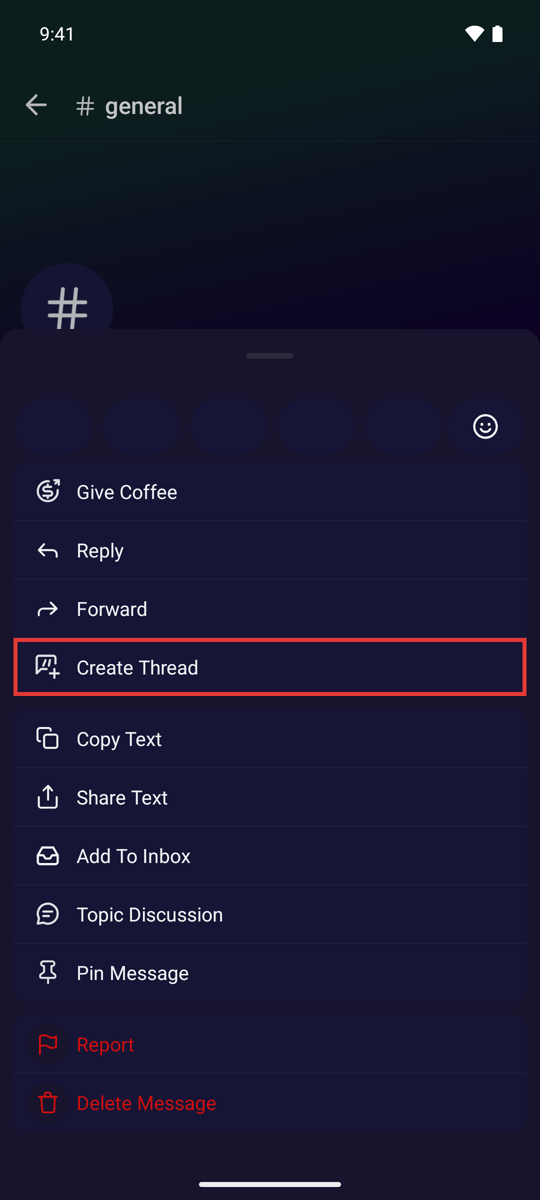 9:41
# general
#
Give Coffee
Reply
Forward
Create Thread
Copy Text
Share Text
Add To Inbox
Topic Discussion
Pin Message
Report
Delete Message